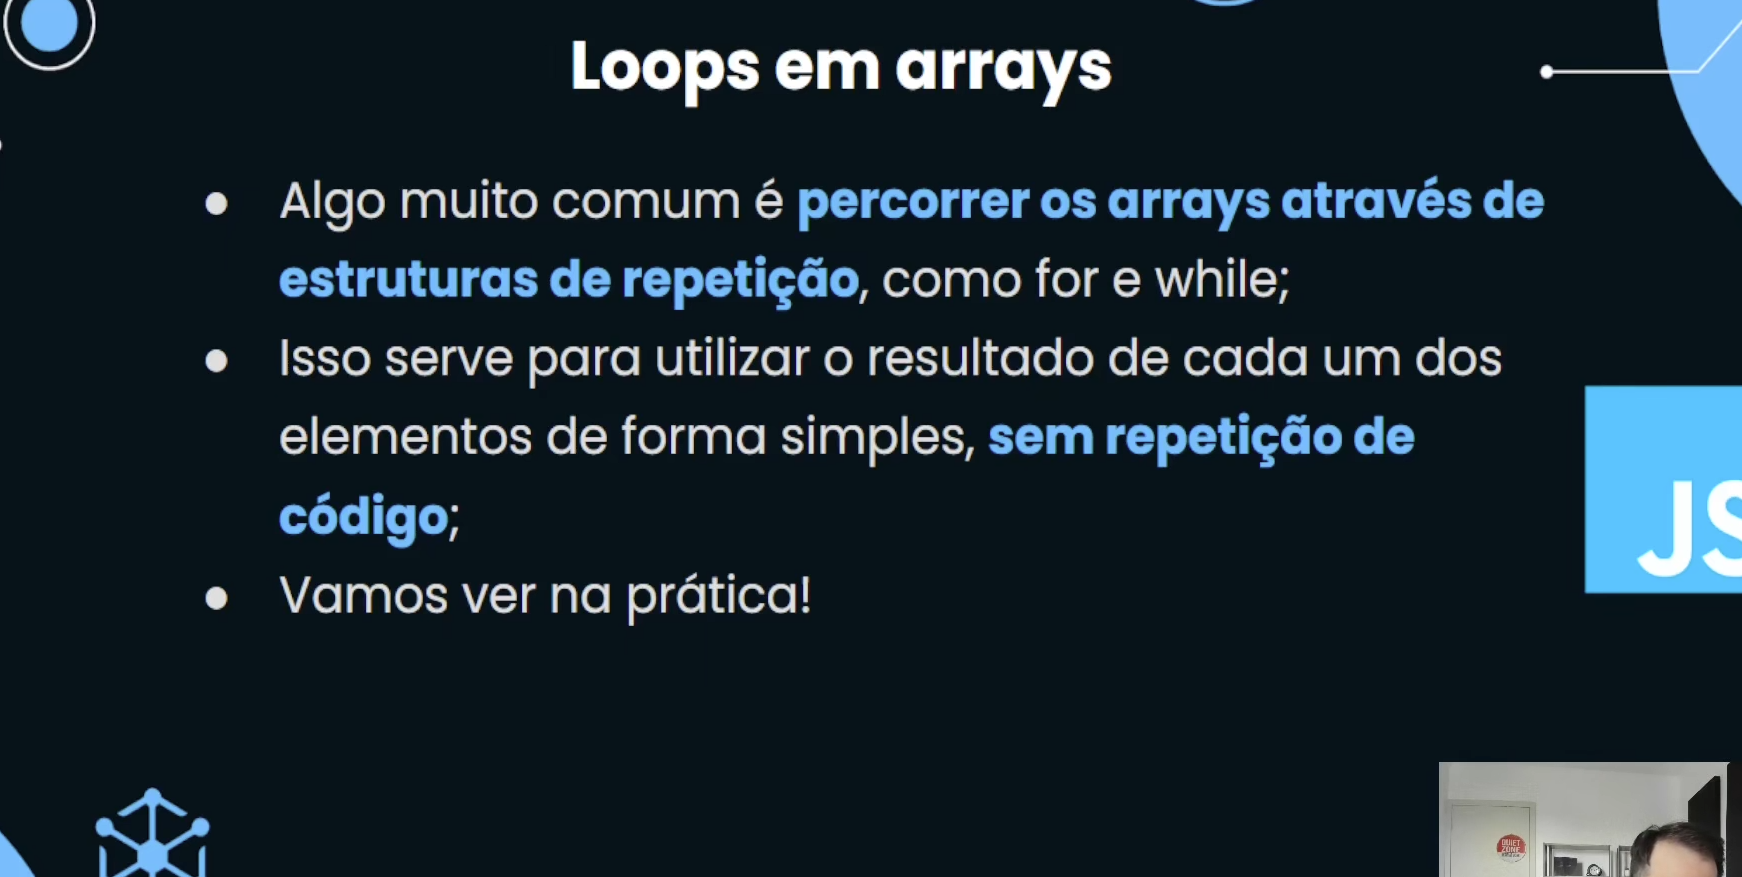 Loops em arrays
● Algo muito comum é percorrer os arrays através de
estruturas de repetição, como for e while;
● Isso serve para utilizar o resultado de cada um dos
elementos de forma simples, sem repetição de
código;
● Vamos ver na prática!
JS
QUIET
ZONE